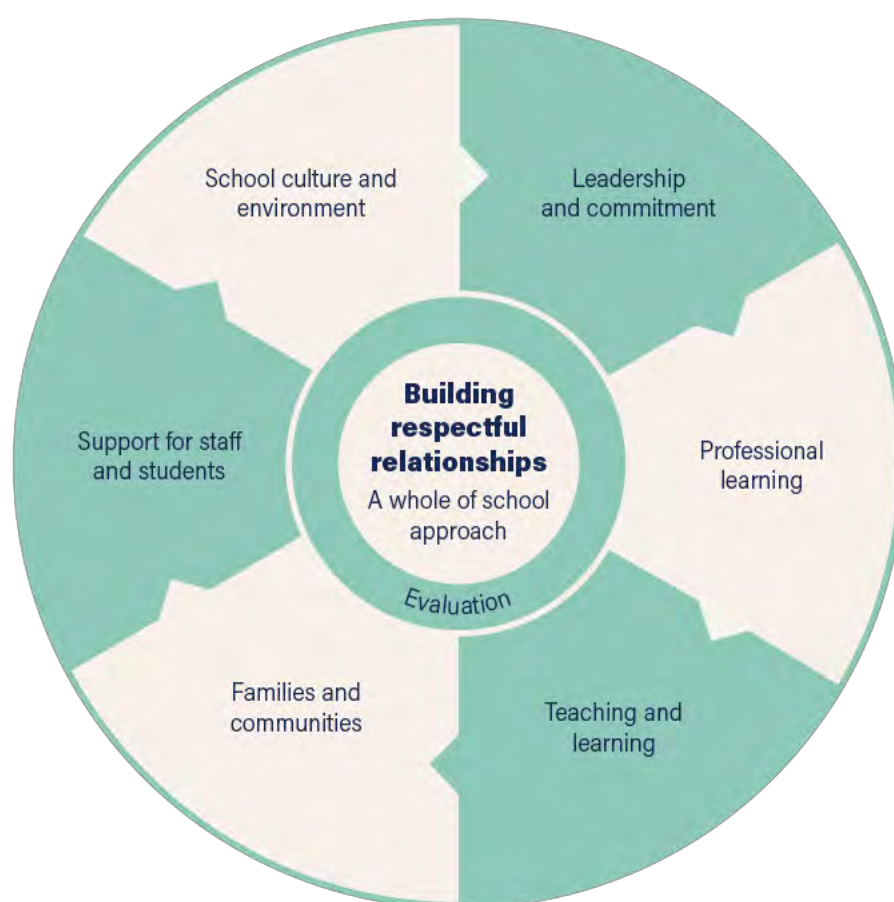 School culture and
environment
Leadership
and commitment
Support for staff
and students
Building
respectful
relationships
A whole of school
approach
Professional
learning
Evaluation
Families and
communities
Teaching and
learning